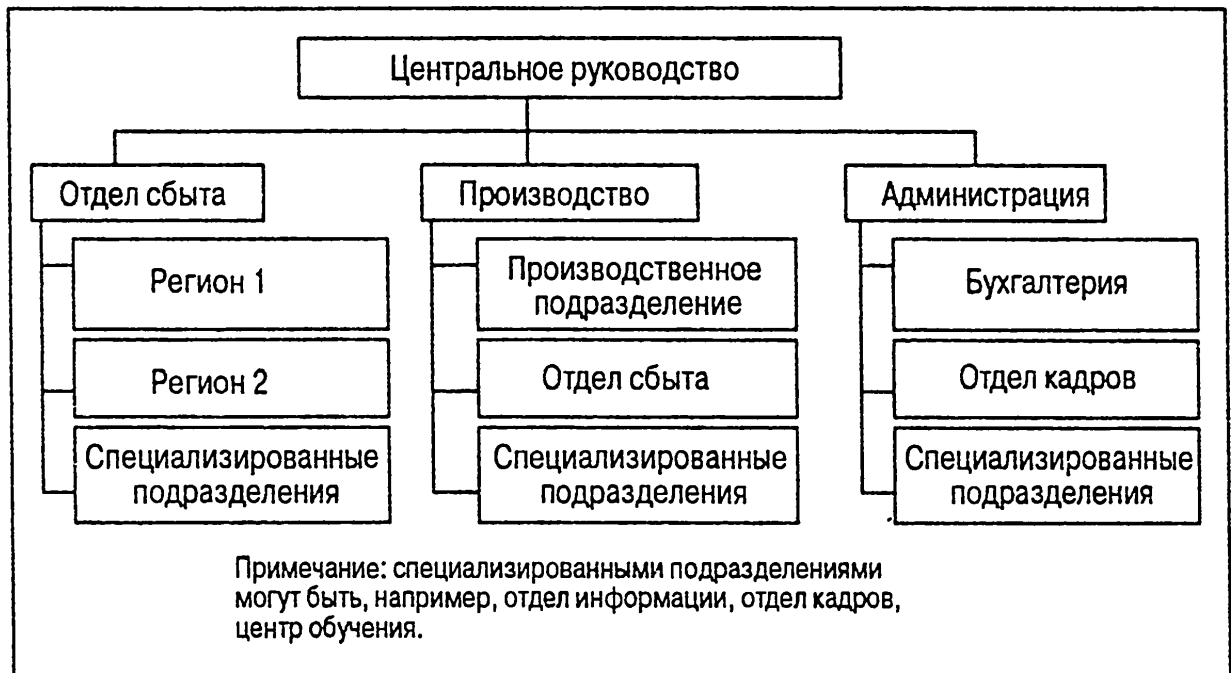 Центральное руководство
Отдел сбыта
Производство
Администрация
Регион 1
Производственное
подразделение
Бухгалтерия
Регион 2
Отдел сбыта
Отдел кадров
Специализированные
подразделения
Специализированные
подразделения
Специализированные
подразделения
Примечание: специализированными подразделениями
могут быть, например, отдел информации, отдел кадров,
центр обучения.